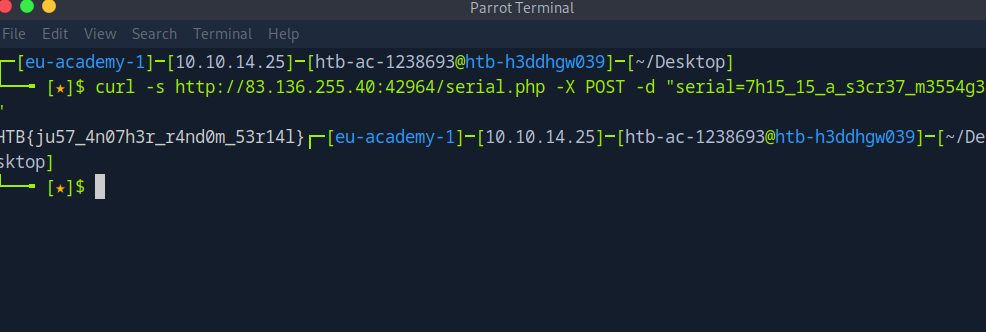 Parrot Terminal
File Edit View Search Terminal Help
┌─[eu-academy-1]─[10.10.14.25]─[htb-ac-1238693@htb-h3ddhgw039]─[~/Desktop]
└──╼ [★]$ curl -s http://83.136.255.40:42964/serial.php -X POST -d "serial=7h15_15_a_s3cr37_m3554g3
"
HTB{ju57_4n07h3r_r4nd0m_53r14l}┌─[eu-academy-1]─[10.10.14.25]─[htb-ac-1238693@htb-h3ddhgw039]─[~/De
sktop]
└──╼ [★]$